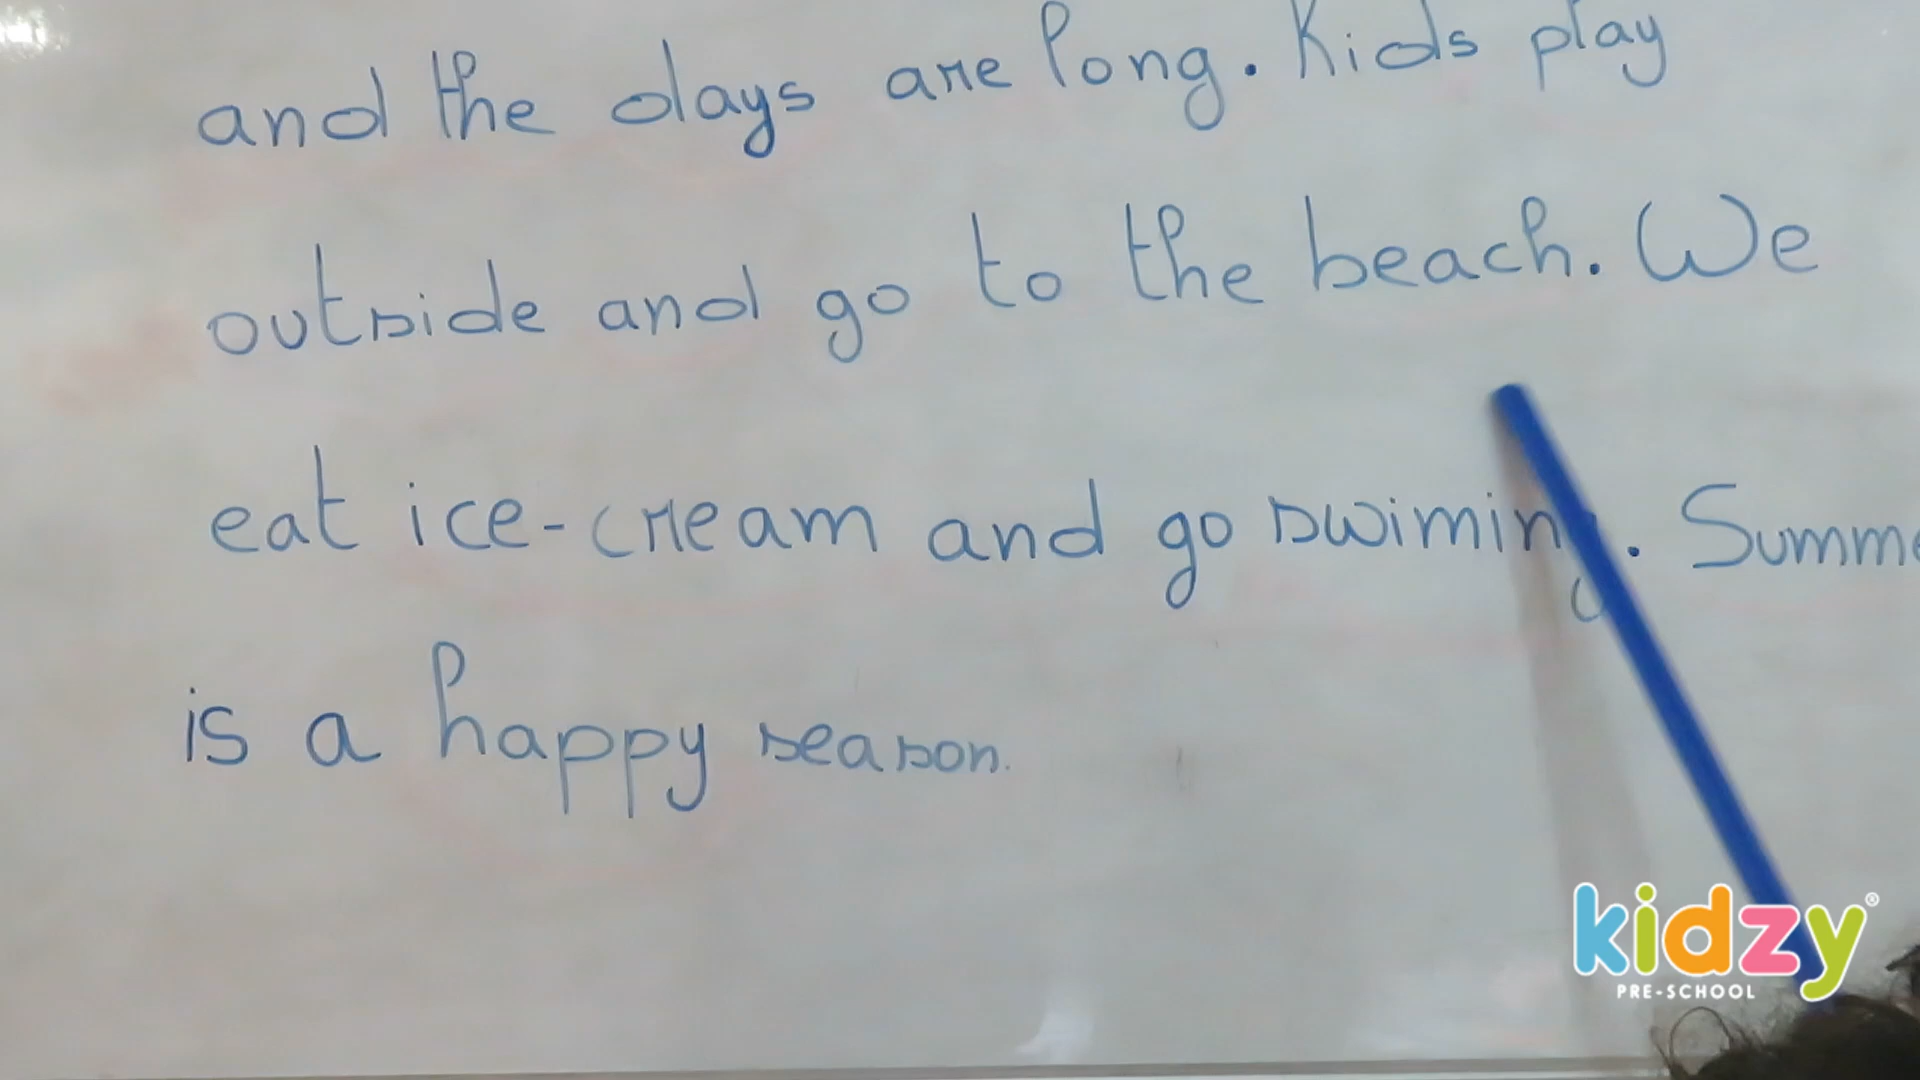 and the days are long. Kids play
outside and go to the beach. We
eat ice-cream and go swiming. Summe
is a happy season.
kidzy®
PRE-SCHOOL